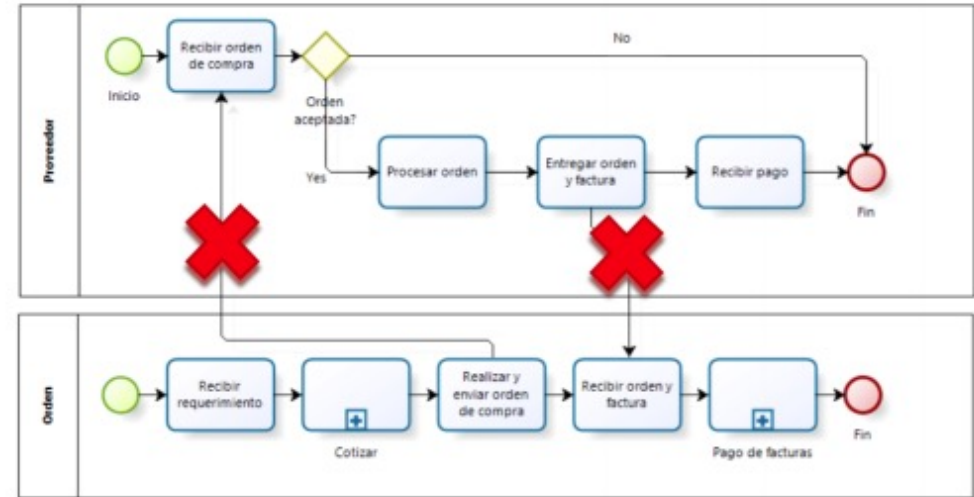 Proveedor
Inicio
Recibir orden
de compra
Orden
aceptada?
No
Yes
Procesar orden
Entregar orden
y factura
Recibir pago
Fin
Orden
Recibir
requerimiento
Cotizar
Realizar y
enviar orden
de compra
Recibir orden y
factura
Pago de facturas
Fin